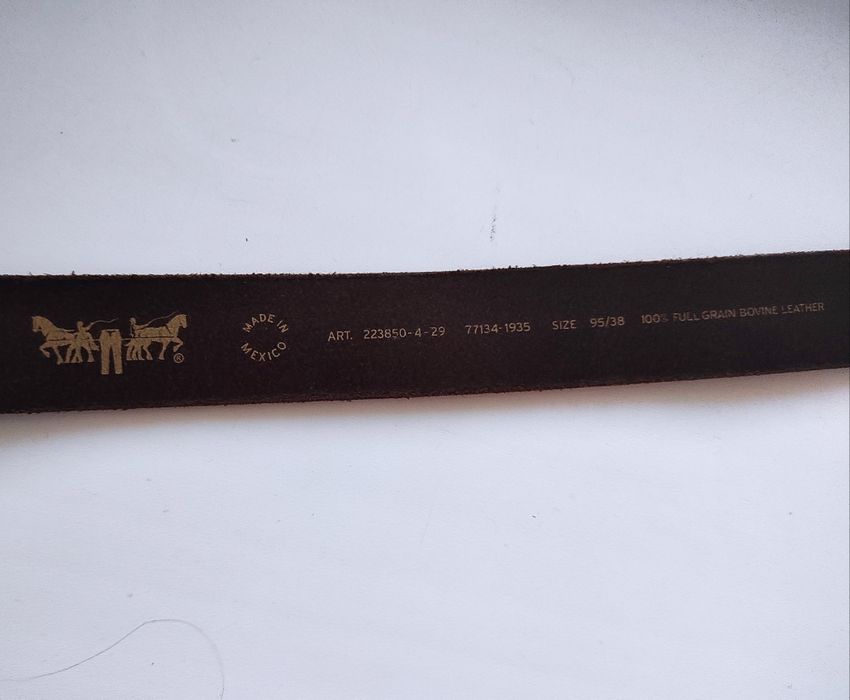 ® MADE IN MEXICO ART. 223850-4-29 77134-1935 SIZE 95/38 100% FULL GRAIN BOVINE LEATHER